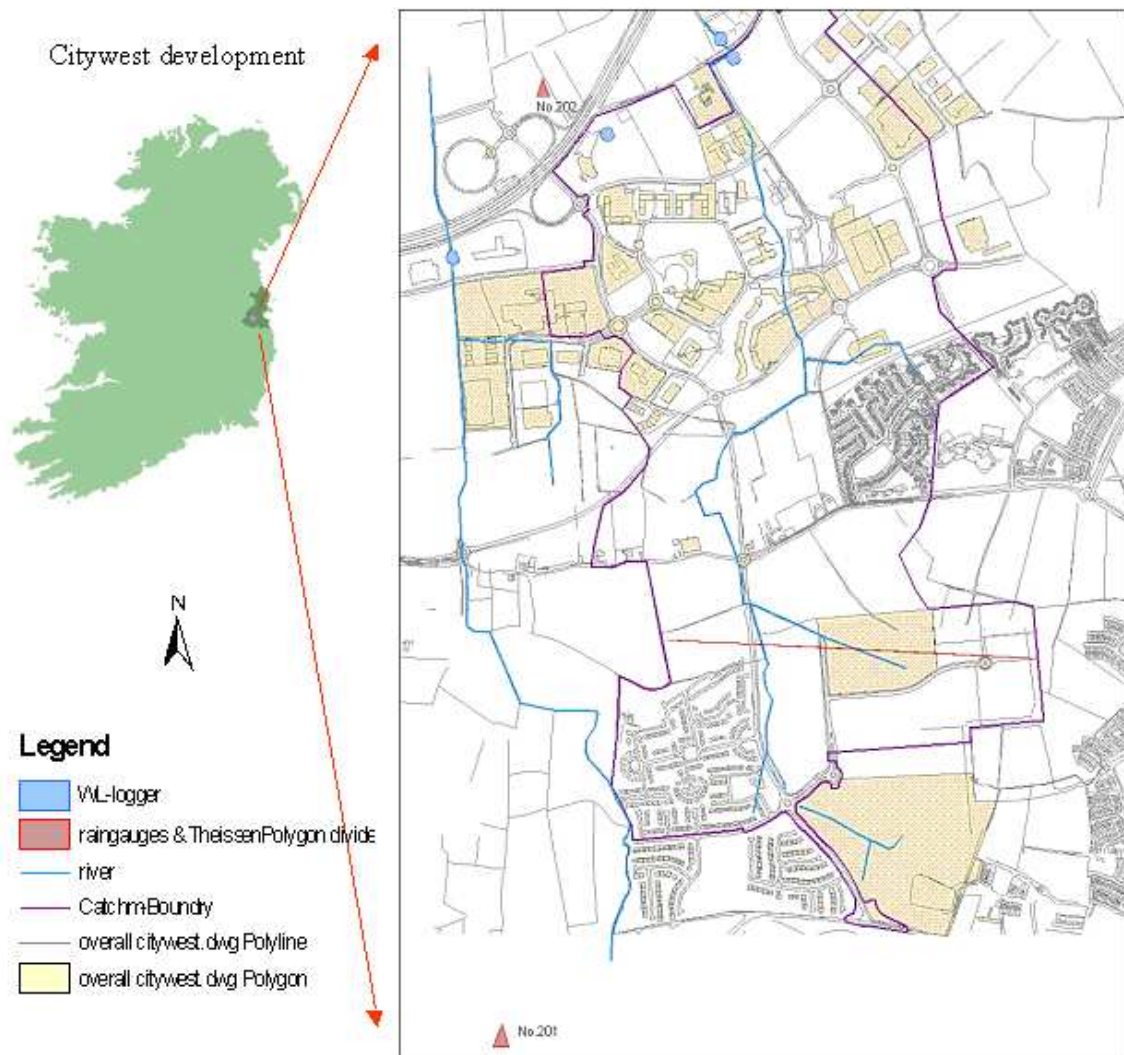 Citywest development
No.202
N
Legend
WL-logger
raingauges & TheissenPolygon divide
river
Catchm-Boundry
overall citywest.dwg Polyline
overall citywest.dwg Polygon
No.201